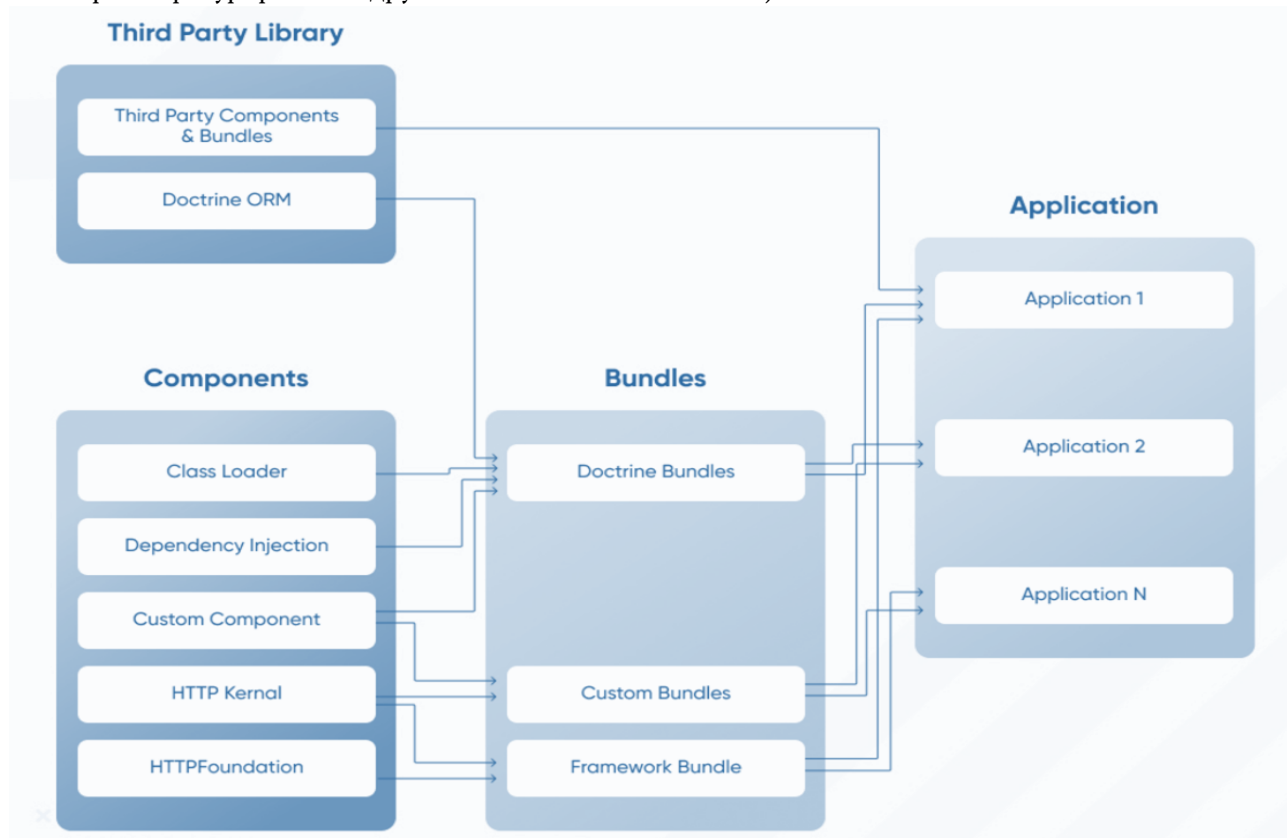 Third Party Library
Third Party Components
& Bundles
Doctrine ORM
Application
Application 1
Components
Bundles
Class Loader
Doctrine Bundles
Application 2
Dependency Injection
Custom Component
Application N
HTTP Kernal
Custom Bundles
HTTPFoundation
Framework Bundle